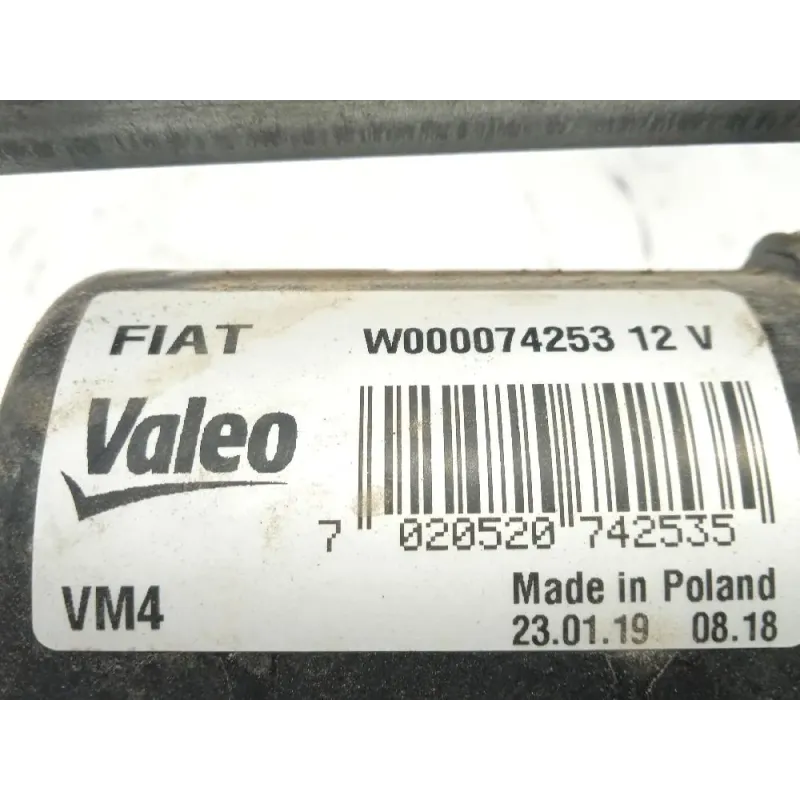 FIAT W000074253 12 V
Valeo
7 020520 742535
VM4 Made in Poland
23.01.19 08.18